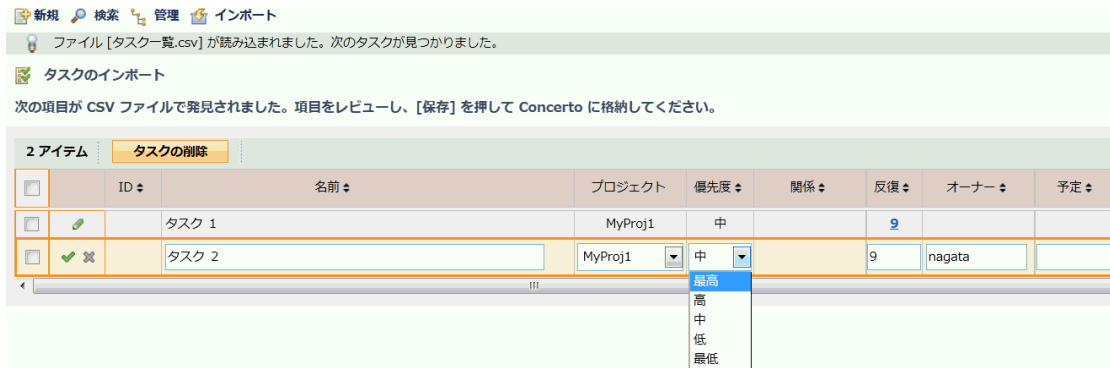 新規 検索 管理 インポート
ファイル [タスク一覧.csv] が読み込まれました。次のタスクが見つかりました。
タスクのインポート
次の項目が CSV ファイルで発見されました。項目をレビューし、[保存] を押して Concerto に格納してください。
2 アイテム タスクの削除
ID 名前 プロジェクト 優先度 関係 反復 オーナー 予定
タスク 1 MyProj1 中 9
タスク 2 MyProj1 中 9 nagata
最高
高
中
低
最低